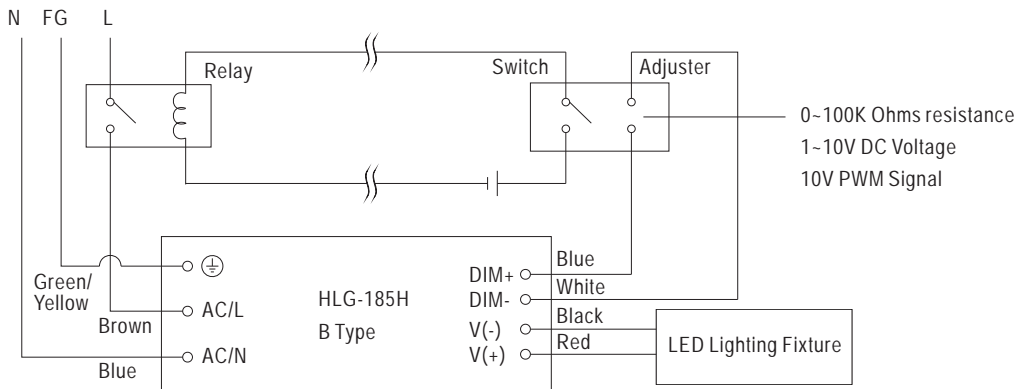 N FG L
Relay
Switch
Adjuster
0~100K Ohms resistance
1~10V DC Voltage
10V PWM Signal
Green/
Yellow
Brown
Blue
AC/L
AC/N
HLG-185H
B Type
DIM+
DIM-
V(-)
V(+)
Blue
White
Black
Red
LED Lighting Fixture